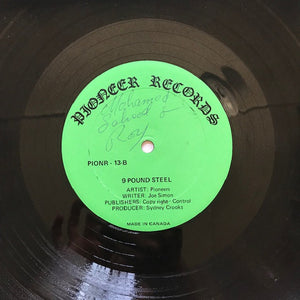 PIONEER RECORDS
Roy
PIONR - 13-B
9 POUND STEEL
ARTIST: Pioneers
WRITER: Joe Simon
PUBLISHERS: Copy right- Control
PRODUCER: Sydney Crooks
MADE IN CANADA